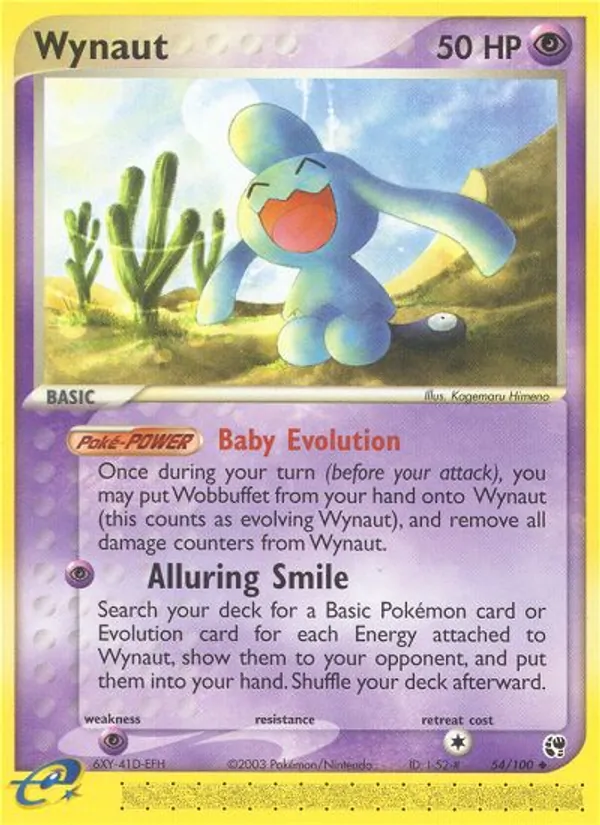 Wynaut
50 HP
BASIC
Illus. Kagemaru Himeno
Poké-POWER Baby Evolution
Once during your turn (before your attack), you
may put Wobbuffet from your hand onto Wynaut
(this counts as evolving Wynaut), and remove all
damage counters from Wynaut.
Alluring Smile
Search your deck for a Basic Pokémon card or
Evolution card for each Energy attached to
Wynaut, show them to your opponent, and put
them into your hand. Shuffle your deck afterward.
weakness resistance retreat cost
6XY-41D-EFH ©2003 Pokémon/Nintendo ID: I-52-# 54/100 ◆
e